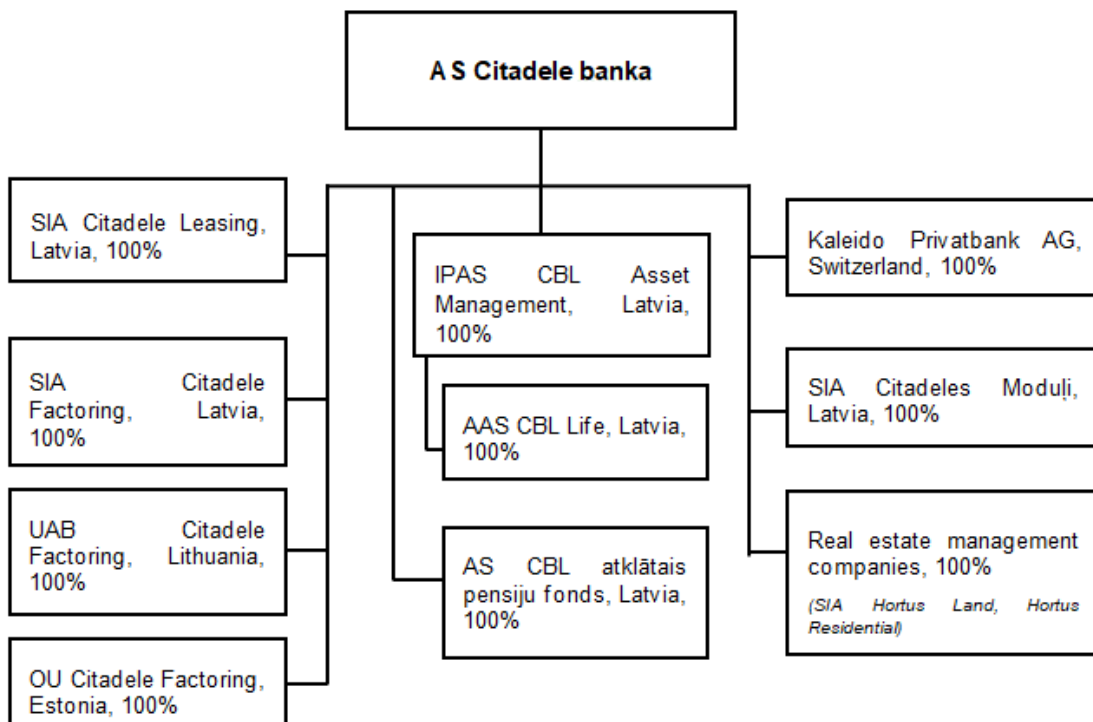 AS Citadele banka
SIA Citadele Leasing,
Latvia, 100%
SIA Citadele
Factoring, Latvia,
100%
UAB Citadele
Factoring, Lithuania,
100%
OU Citadele Factoring,
Estonia, 100%
IPAS CBL Asset
Management, Latvia,
100%
AAS CBL Life, Latvia,
100%
AS CBL atklātais
pensiju fonds, Latvia,
100%
Kaleido Privatbank AG,
Switzerland, 100%
SIA Citadeles Moduļi,
Latvia, 100%
Real estate management
companies, 100%
(SIA Hortus Land, Hortus
Residential)